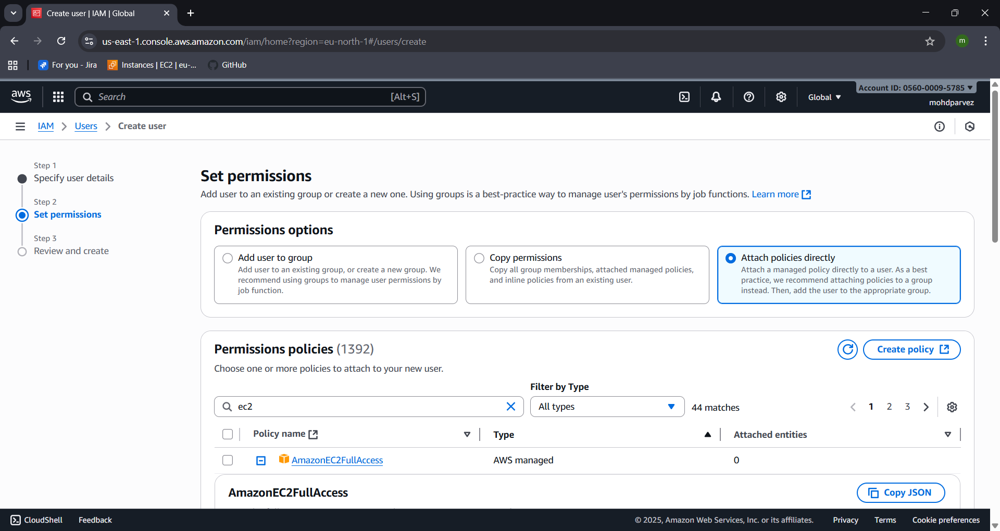 Create user | IAM | Global
us-east-1.console.aws.amazon.com/iam/home?region=eu-north-1#/users/create
m
For you - Jira
Instances | EC2 | eu-...
GitHub
aws
Search
[Alt+S]
Global
Account ID: 0560-0009-5785
mohdparvez
IAM
Users
Create user
Step 1
Specify user details
Step 2
Set permissions
Step 3
Review and create
Set permissions
Add user to an existing group or create a new one. Using groups is a best-practice way to manage user's permissions by job functions. Learn more
Permissions options
Add user to group
Add user to an existing group, or create a new group. We
recommend using groups to manage user permissions by
job function.
Copy permissions
Copy all group memberships, attached managed policies,
and inline policies from an existing user.
Attach policies directly
Attach a managed policy directly to a user. As a best
practice, we recommend attaching policies to a group
instead. Then, add the user to the appropriate group.
Permissions policies (1392)
Create policy
Choose one or more policies to attach to your new user.
Filter by Type
ec2
All types
44 matches
1 2 3
Policy name
Type
Attached entities
AmazonEC2FullAccess
AWS managed
0
AmazonEC2FullAccess
Copy JSON
CloudShell
Feedback
© 2025, Amazon Web Services, Inc. or its affiliates.
Privacy
Terms
Cookie preferences